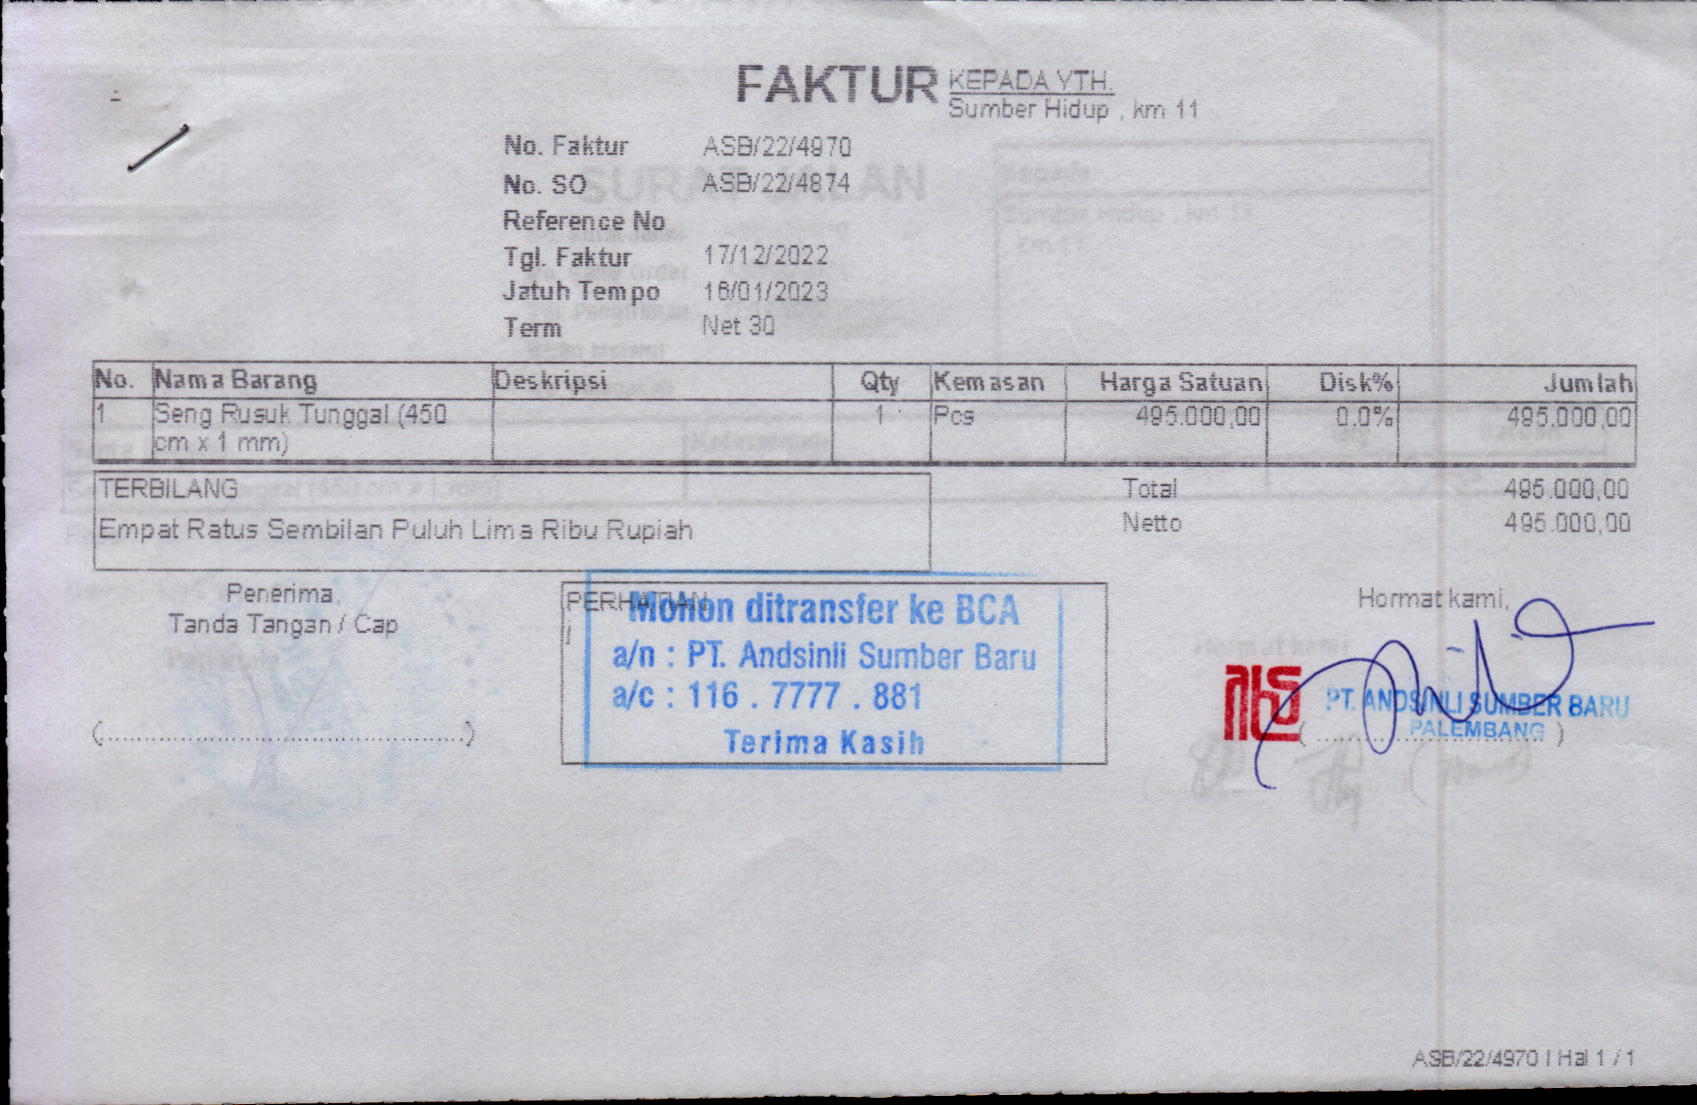 FAKTUR
KEPADA YTH.
Sumber Hidup , km 11
No. Faktur ASB/22/4970
No. SO ASB/22/4874
Reference No
Tgl. Faktur 17/12/2022
Jatuh Tempo 16/01/2023
Term Net 30
No. Nama Barang Deskripsi Qty Kemasan Harga Satuan Disk% Jumlah
1 Seng Rusuk Tunggal (450 1 Pcs 495.000,00 0.0% 495.000,00
cm x 1 mm)
TERBILANG
Empat Ratus Sembilan Puluh Lima Ribu Rupiah
Total 495.000,00
Netto 495.000,00
Penerima,
Tanda Tangan / Cap
(........................................)
PERHATIAN
Mohon ditransfer ke BCA
a/n : PT. Andsinli Sumber Baru
a/c : 116 . 7777 . 881
Terima Kasih
Hormat kami,
PT. ANDSINLI SUMBER BARU
PALEMBANG
ASB/22/4970 | Hal 1 / 1